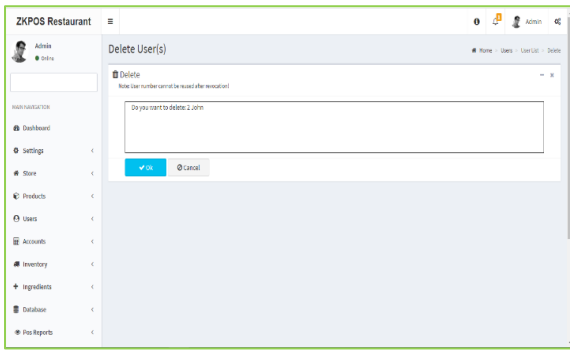 ZKPOS Restaurant
Admin
Admin
Online
Delete User(s)
Home > Users > User List > Delete
Delete
Note: User number cannot be reused after revocation!
Do you want to delete: 2 John
Ok
Cancel
MAIN NAVIGATION
Dashboard
Settings
Store
Products
Users
Accounts
Inventory
Ingredients
Database
Pos Reports